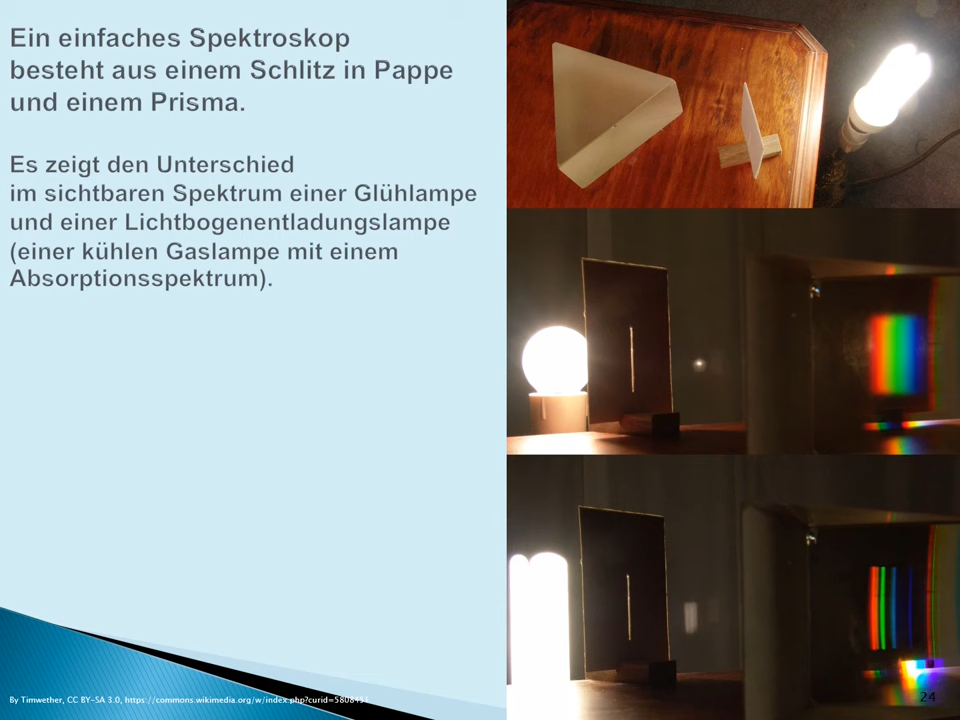 Ein einfaches Spektroskop
besteht aus einem Schlitz in Pappe
und einem Prisma.
Es zeigt den Unterschied
im sichtbaren Spektrum einer Glühlampe
und einer Lichtbogenentladungslampe
(einer kühlen Gaslampe mit einem
Absorptionsspektrum).
By Timwether, CC BY-SA 3.0, https://commons.wikimedia.org/w/index.php?curid=5808451
24